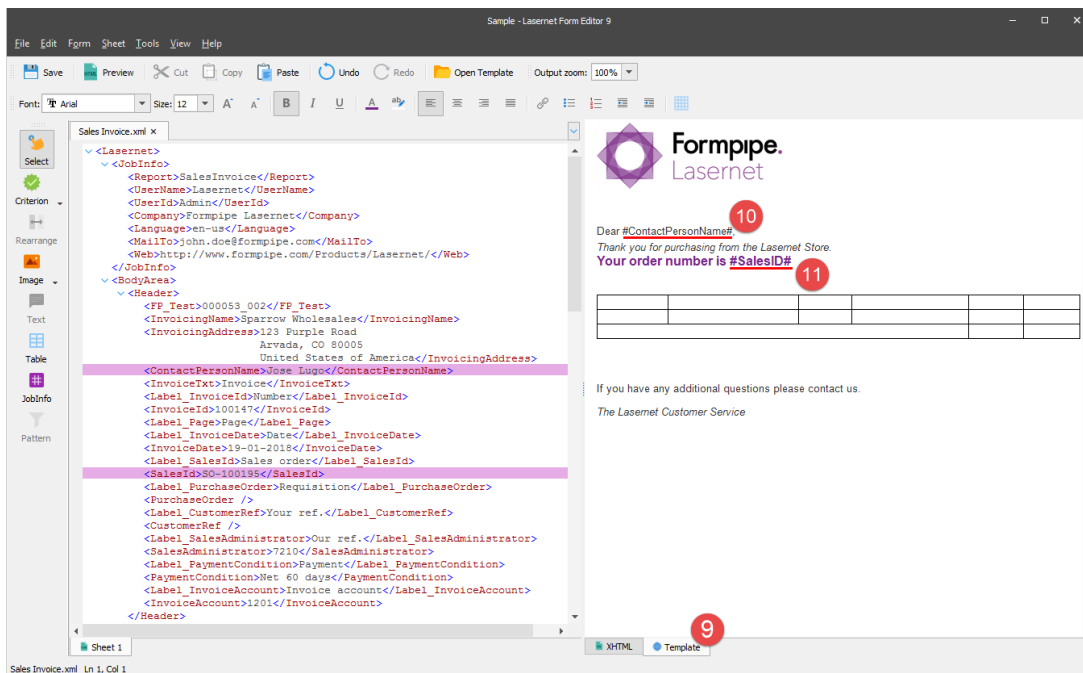 Sample - Lasernet Form Editor 9
File Edit Form Sheet Tools View Help
Save Preview Cut Copy Paste Undo Redo Open Template Output zoom: 100%
Font: Arial Size: 12 A A B I U A ab
Sales Invoice.xml ×
Select
Criterion
Rearrange
Image
Text
Table
JobInfo
Pattern
<Lasernet>
<JobInfo>
<Report>SalesInvoice</Report>
<UserName>Lasernet</UserName>
<UserId>Admin</UserId>
<Company>Formpipe Lasernet</Company>
<Language>en-us</Language>
<MailTo>john.doe@formpipe.com</MailTo>
<Web>http://www.formpipe.com/Products/Lasernet/</Web>
</JobInfo>
<BodyArea>
<Header>
<FP_Test>000053_002</FP_Test>
<InvoicingName>Sparrow Wholesales</InvoicingName>
<InvoicingAddress>123 Purple Road
Arvada, CO 80005
United States of America</InvoicingAddress>
<ContactPersonName>Jose Lugo</ContactPersonName>
<InvoiceTxt>Invoice</InvoiceTxt>
<Label_InvoiceId>Number</Label_InvoiceId>
<InvoiceId>100147</InvoiceId>
<Label_Page>Page</Label_Page>
<Label_InvoiceDate>Date</Label_InvoiceDate>
<InvoiceDate>19-01-2018</InvoiceDate>
<Label_SalesId>Sales order</Label_SalesId>
<SalesId>SO-100195</SalesId>
<Label_PurchaseOrder>Requisition</Label_PurchaseOrder>
<PurchaseOrder />
<Label_CustomerRef>Your ref.</Label_CustomerRef>
<CustomerRef />
<Label_SalesAdministrator>Our ref.</Label_SalesAdministrator>
<SalesAdministrator>7210</SalesAdministrator>
<Label_PaymentCondition>Payment</Label_PaymentCondition>
<PaymentCondition>Net 60 days</PaymentCondition>
<Label_InvoiceAccount>Invoice account</Label_InvoiceAccount>
<InvoiceAccount>1201</InvoiceAccount>
</Header>
Sheet 1
Formpipe.
Lasernet
10
Dear #ContactPersonName#,
Thank you for purchasing from the Lasernet Store.
Your order number is #SalesID#
11
If you have any additional questions please contact us.
The Lasernet Customer Service
9
XHTML Template
Sales Invoice.xml Ln 1, Col 1